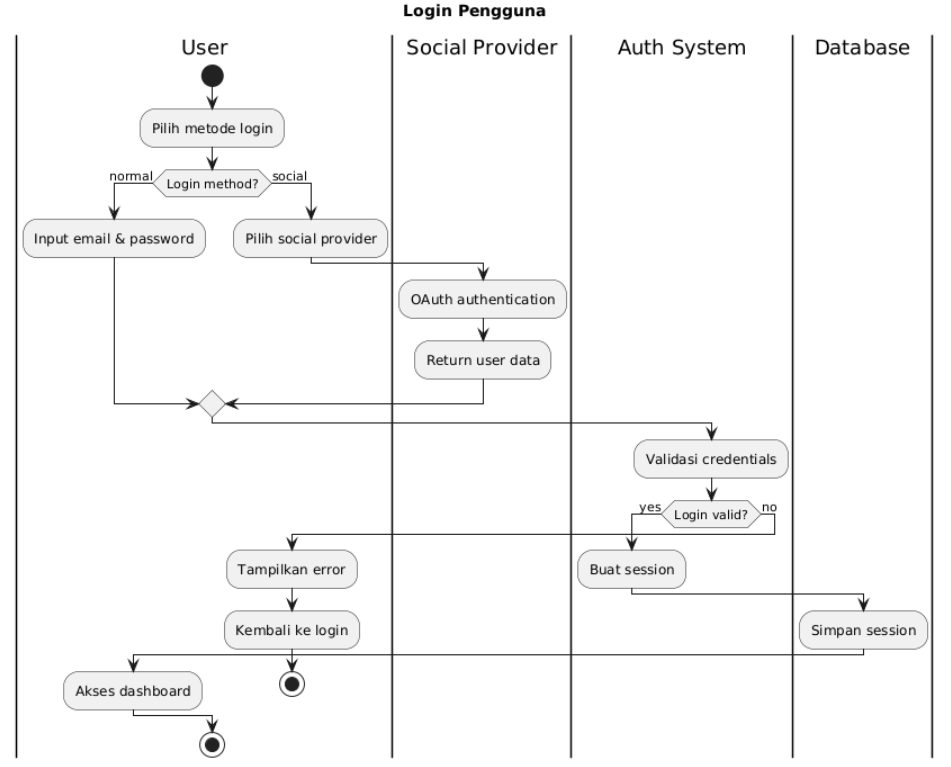 Login Pengguna
User
Social Provider
Auth System
Database
Pilih metode login
normal
Login method?
social
Input email & password
Pilih social provider
OAuth authentication
Return user data
Validasi credentials
yes
Login valid?
no
Tampilkan error
Buat session
Kembali ke login
Simpan session
Akses dashboard